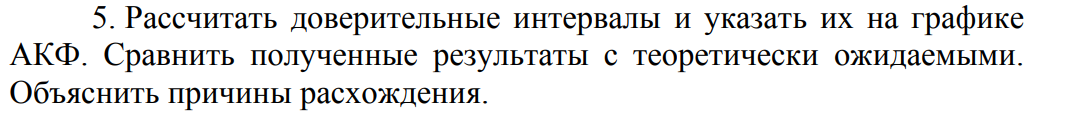 5. Рассчитать доверительные интервалы и указать их на графике
АКФ. Сравнить полученные результаты с теоретически ожидаемыми.
Объяснить причины расхождения.